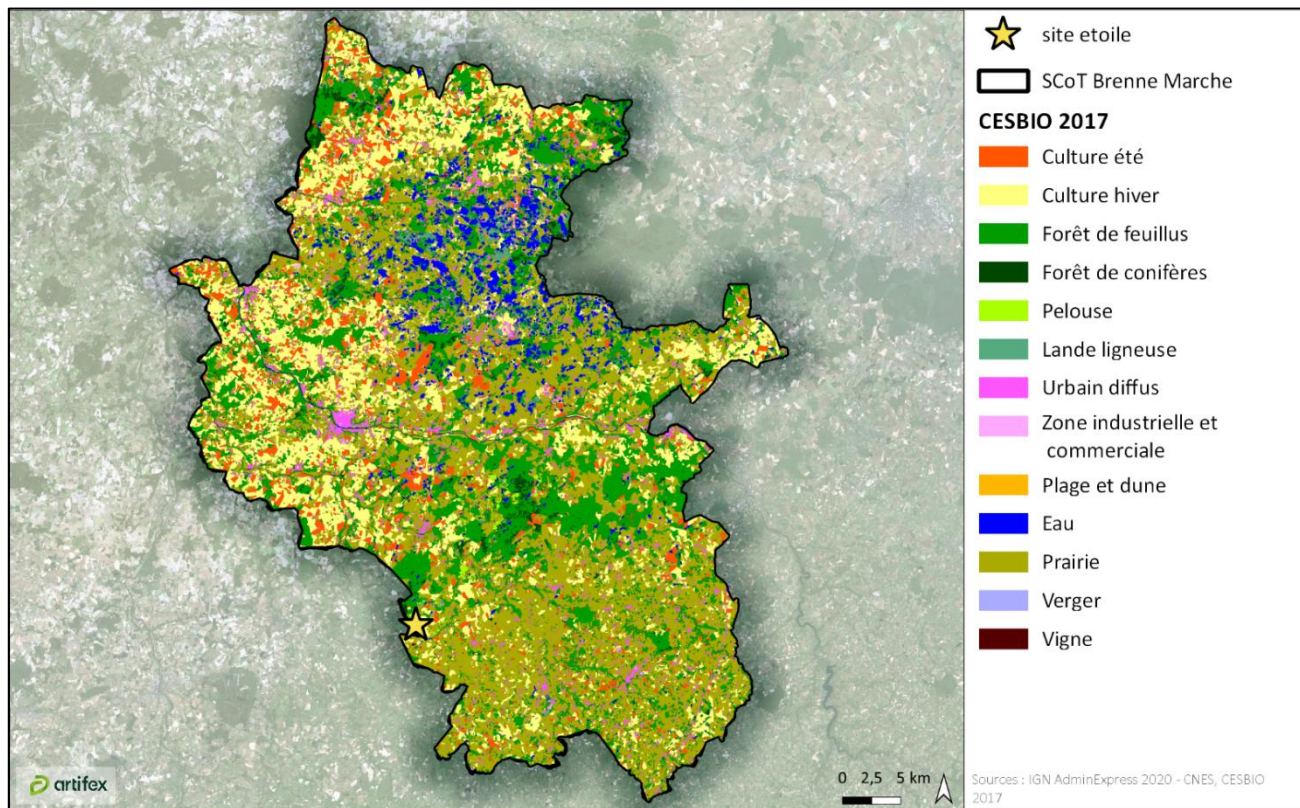 site etoile
SCoT Brenne Marche
CESBIO 2017
Culture été
Culture hiver
Forêt de feuillus
Forêt de conifères
Pelouse
Lande ligneuse
Urbain diffus
Zone industrielle et
commerciale
Plage et dune
Eau
Prairie
Verger
Vigne
artifex
0 2,5 5 km
Sources : IGN AdminExpress 2020 - CNES, CESBIO
2017